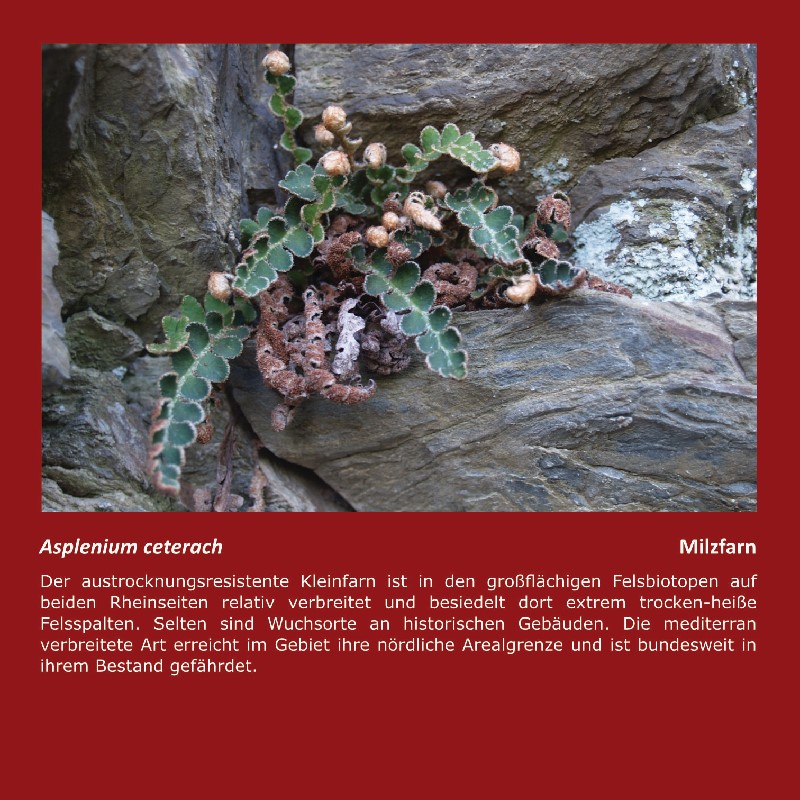 Asplenium ceterach Milzfarn
Der austrocknungsresistente Kleinfarn ist in den großflächigen Felsbiotopen auf
beiden Rheinseiten relativ verbreitet und besiedelt dort extrem trocken-heiße
Felsspalten. Selten sind Wuchsorte an historischen Gebäuden. Die mediterran
verbreitete Art erreicht im Gebiet ihre nördliche Arealgrenze und ist bundesweit in
ihrem Bestand gefährdet.